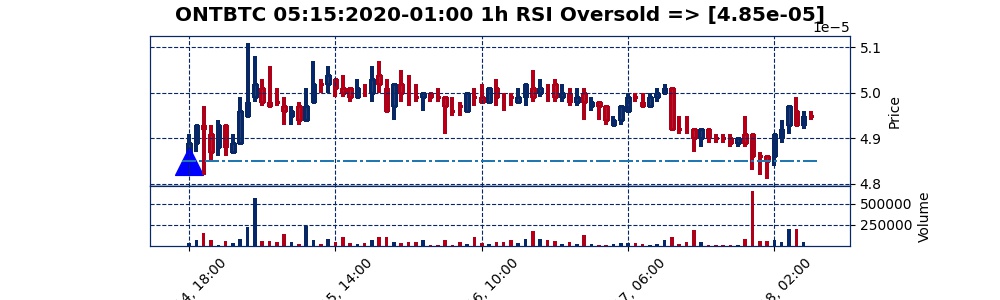 ONTBTC 05:15:2020-01:00 1h RSI Oversold => [4.85e-05]
1e−5
5.1
5.0
4.9
4.8
Price
500000
250000
Volume
4, 18:00
5, 14:00
6, 10:00
7, 06:00
8, 02:00